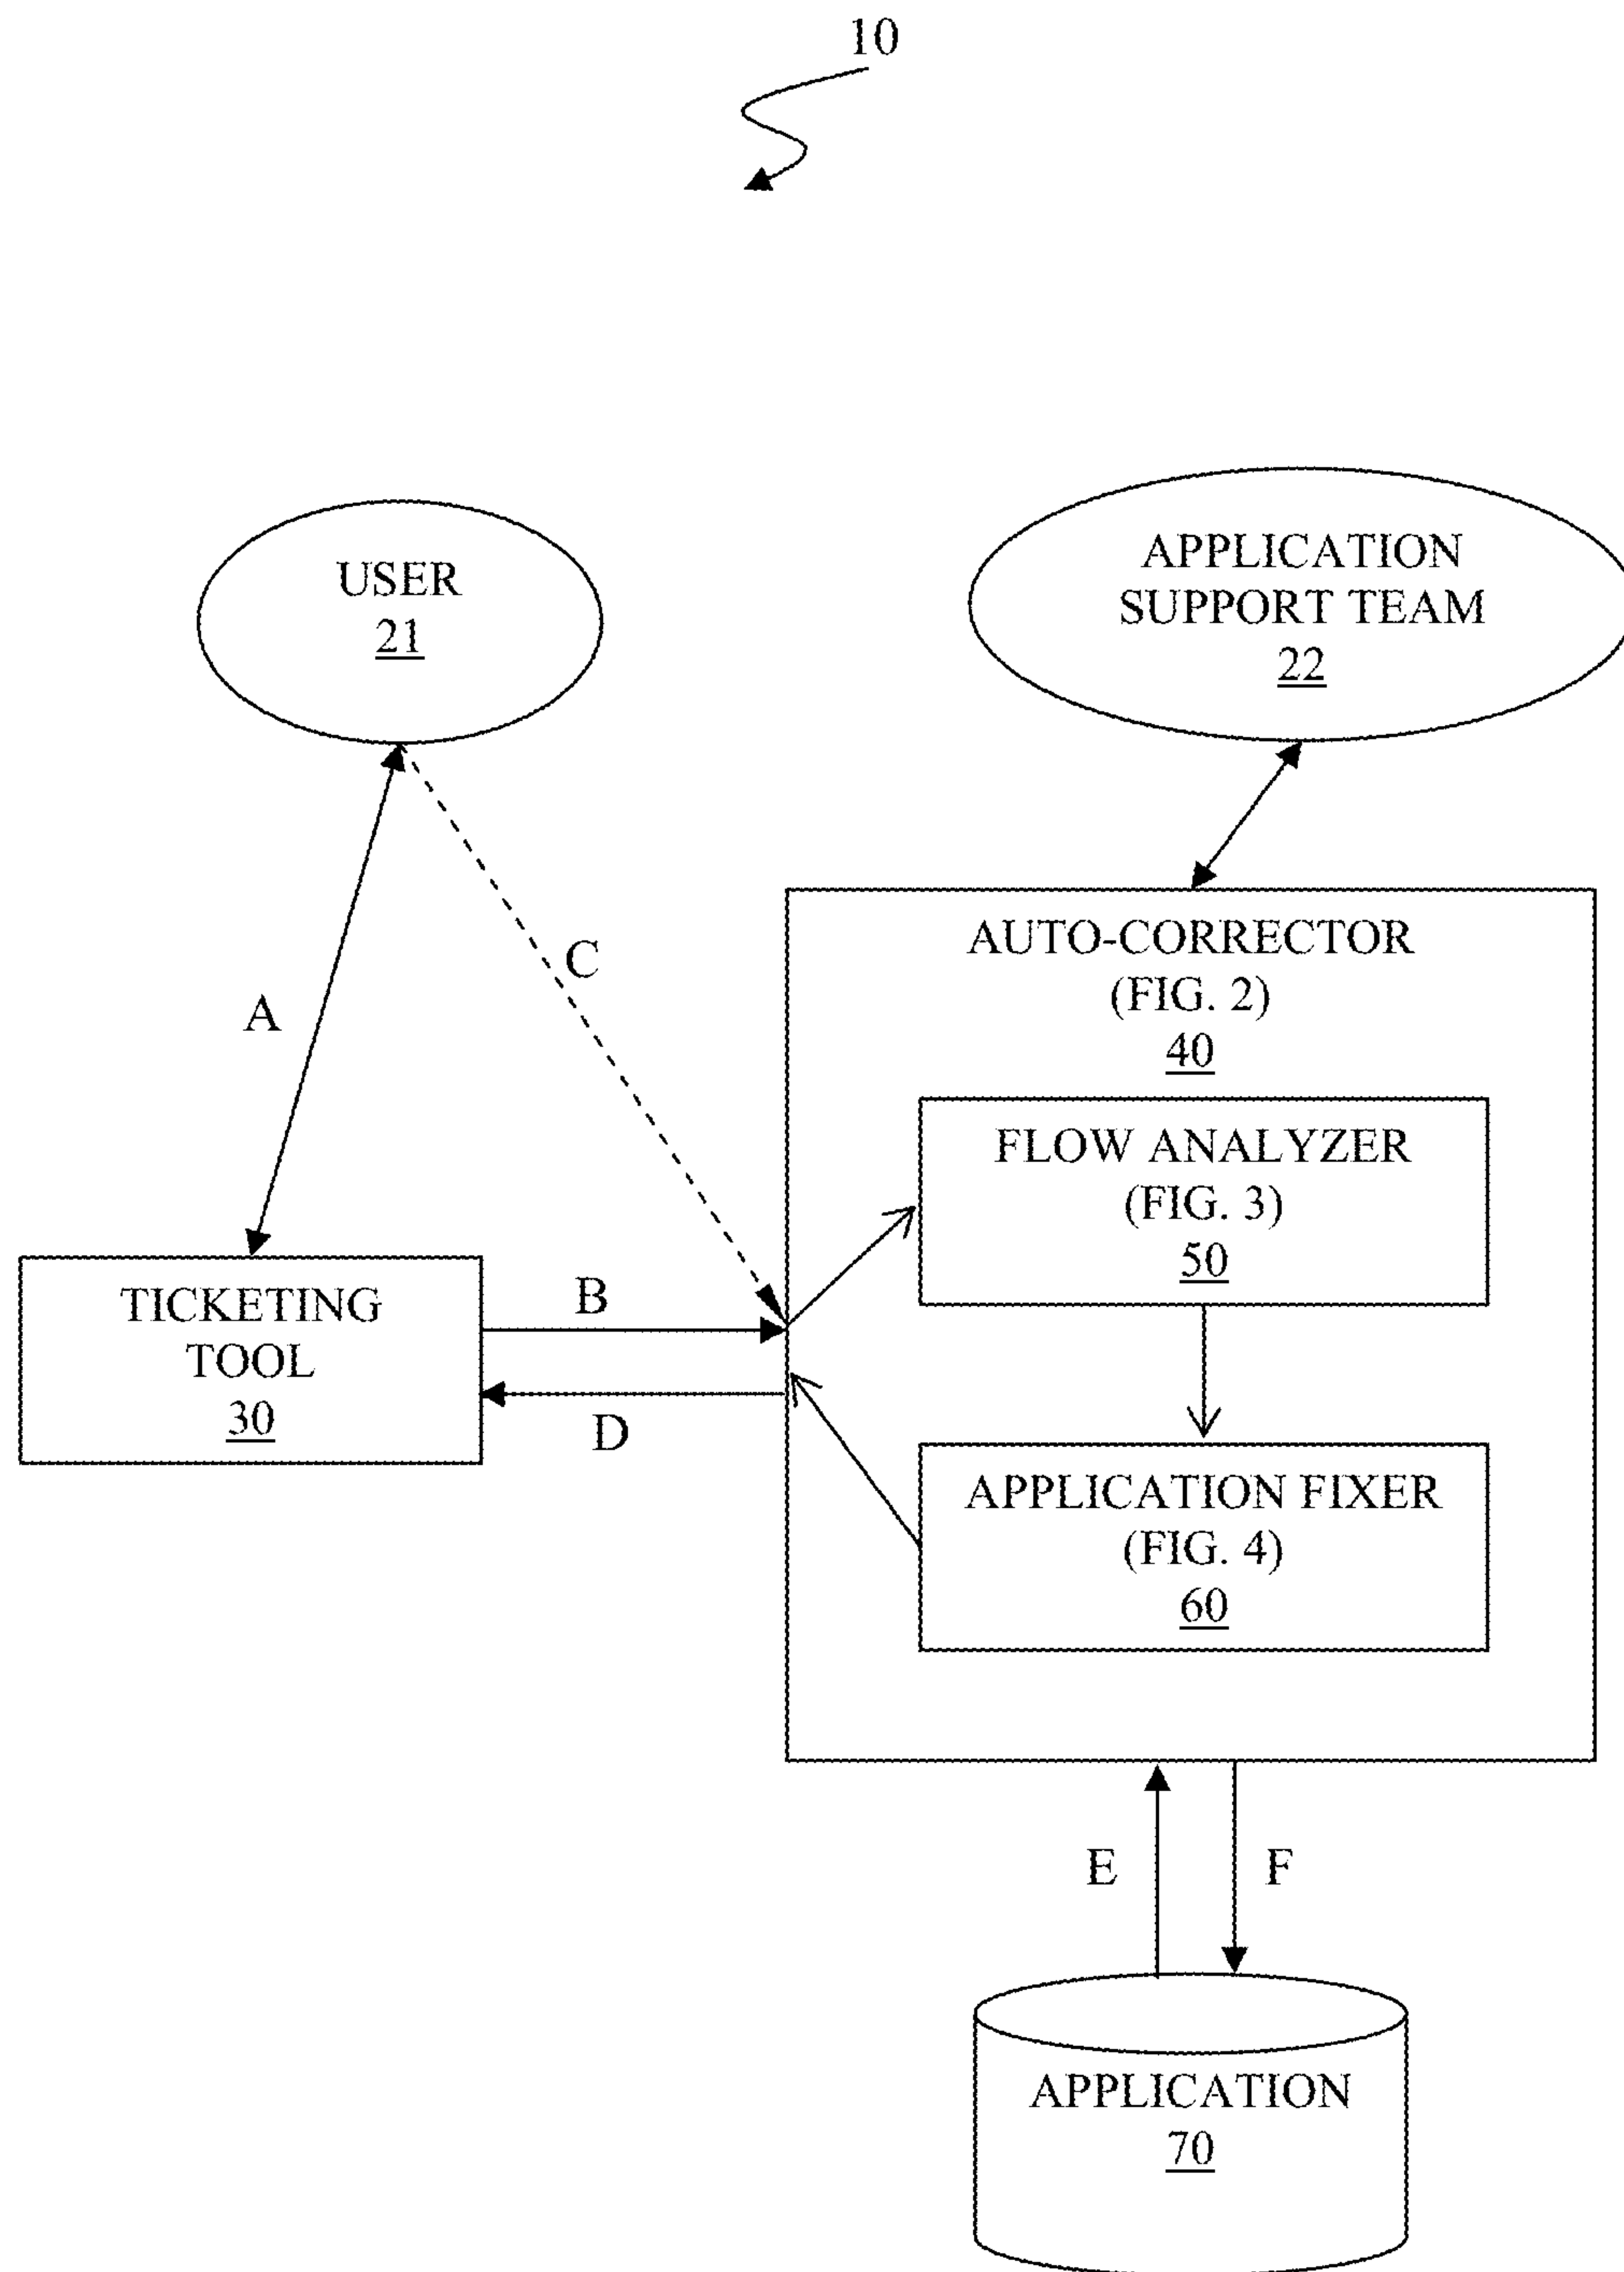 10
USER
21
APPLICATION
SUPPORT TEAM
22
A
C
AUTO-CORRECTOR
(FIG. 2)
40
FLOW ANALYZER
(FIG. 3)
50
TICKETING
TOOL
30
B
D
APPLICATION FIXER
(FIG. 4)
60
E
F
APPLICATION
70